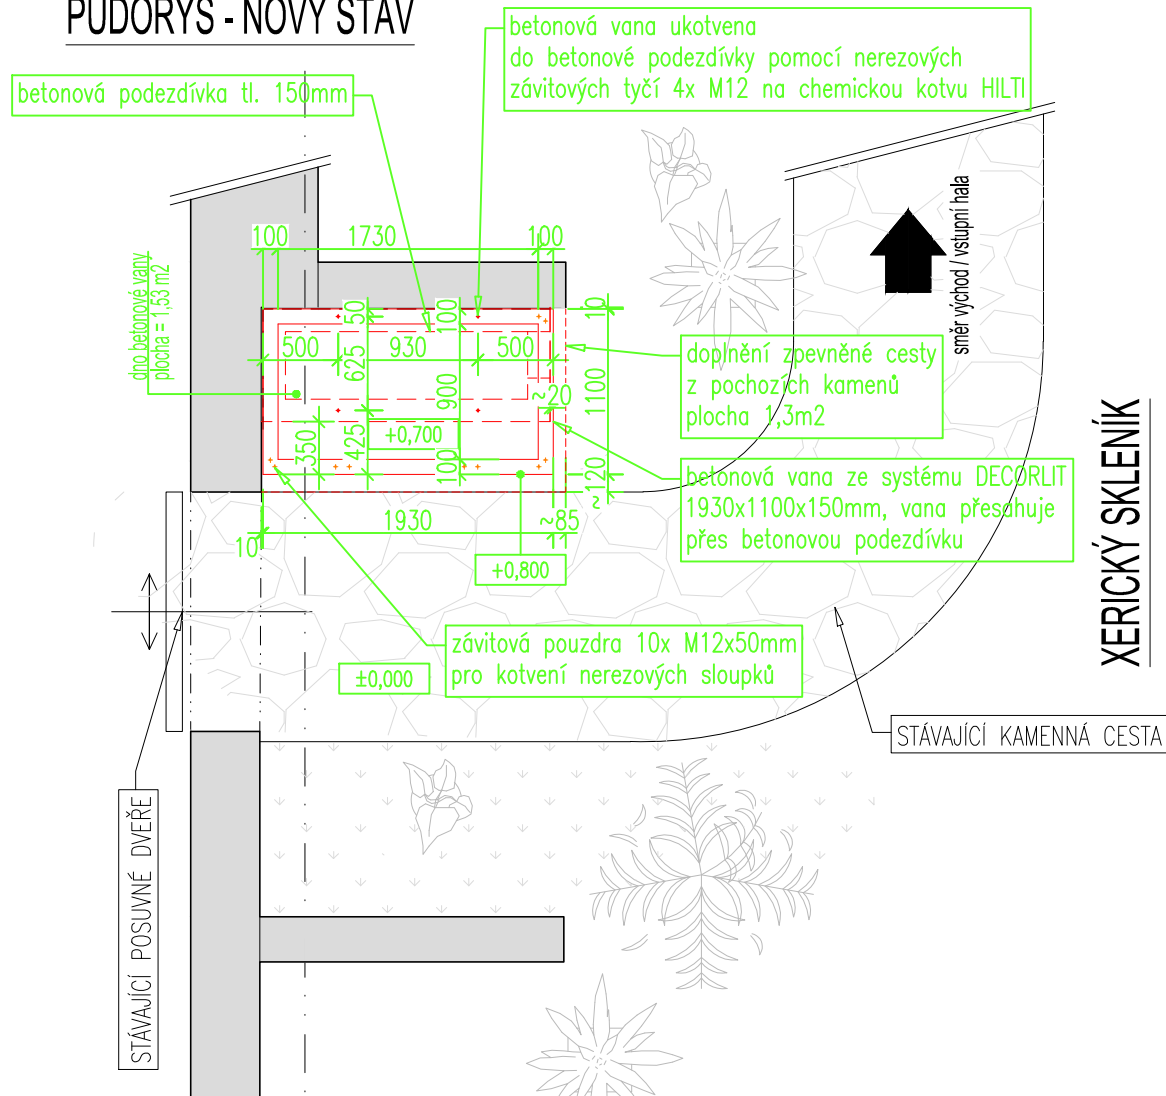 PŮDORYS - NOVÝ STAV
betonová vana ukotvena
do betonové podezdívky pomocí nerezových
závitových tyčí 4x M12 na chemickou kotvu HILTI
betonová podezdívka tl. 150mm
směr východ / vstupní hala
100
1730
100
dno betonové vany
plocha = 1,53 m2
50
100
10
500
930
500
625
900
~20
1100
doplnění zpevněné cesty
z pochozích kamenů
plocha 1,3m2
+0,700
350
425
100
~120
betonová vana ze systému DECORLIT
1930x1100x150mm, vana přesahuje
přes betonovou podezdívku
1930
~85
10
+0,800
XERICKÝ SKLENÍK
závitová pouzdra 10x M12x50mm
pro kotvení nerezových sloupků
±0,000
STÁVAJÍCÍ KAMENNÁ CESTA
STÁVAJÍCÍ POSUVNÉ DVEŘE